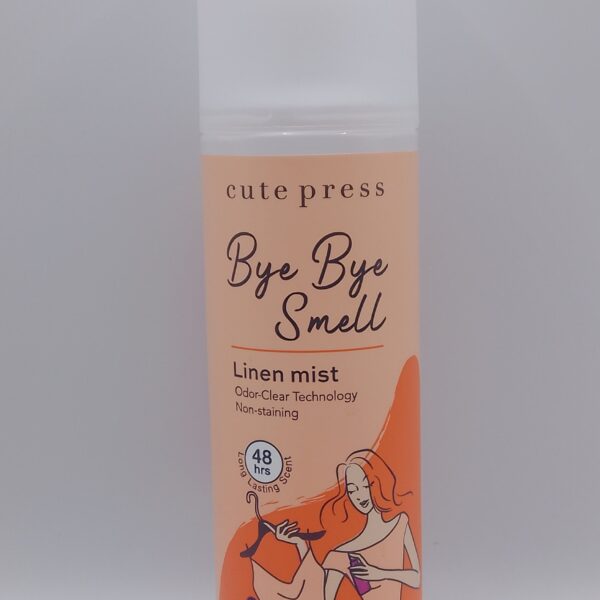 cute press
Bye Bye
Smell
Linen mist
Odor-Clear Technology
Non-staining
48
hrs
Long Lasting Scent